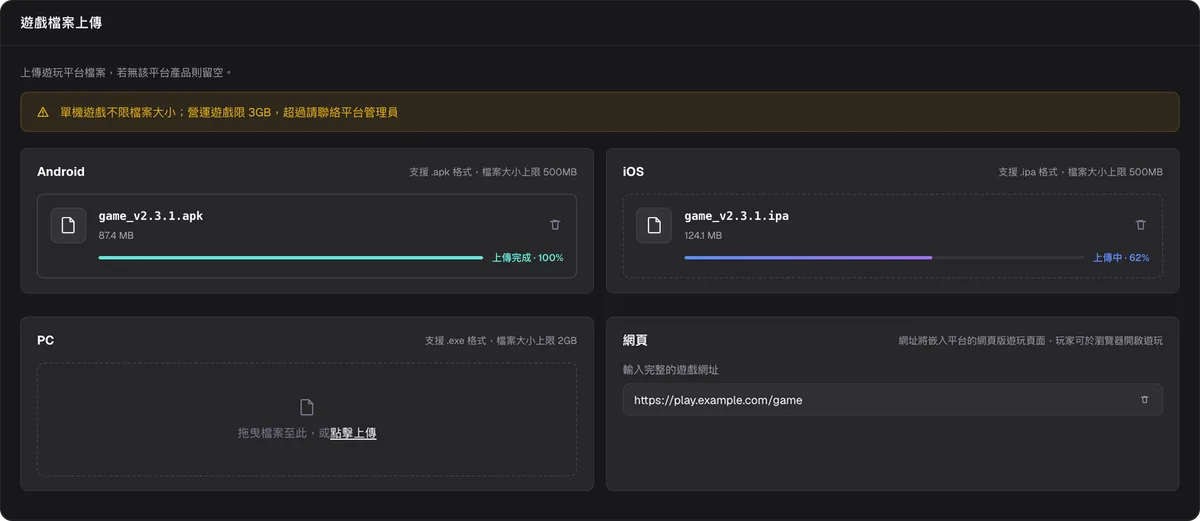 遊戲檔案上傳
上傳遊玩平台檔案，若無該平台產品則留空。
單機遊戲不限檔案大小；營運遊戲限 3GB，超過請聯絡平台管理員
Android
支援 .apk 格式，檔案大小上限 500MB
game_v2.3.1.apk
87.4 MB
上傳完成 · 100%
iOS
支援 .ipa 格式，檔案大小上限 500MB
game_v2.3.1.ipa
124.1 MB
上傳中 · 62%
PC
支援 .exe 格式，檔案大小上限 2GB
拖曳檔案至此，或點擊上傳
網頁
網址將嵌入平台的網頁版遊玩頁面，玩家可於瀏覽器開啟遊玩
輸入完整的遊戲網址
https://play.example.com/game